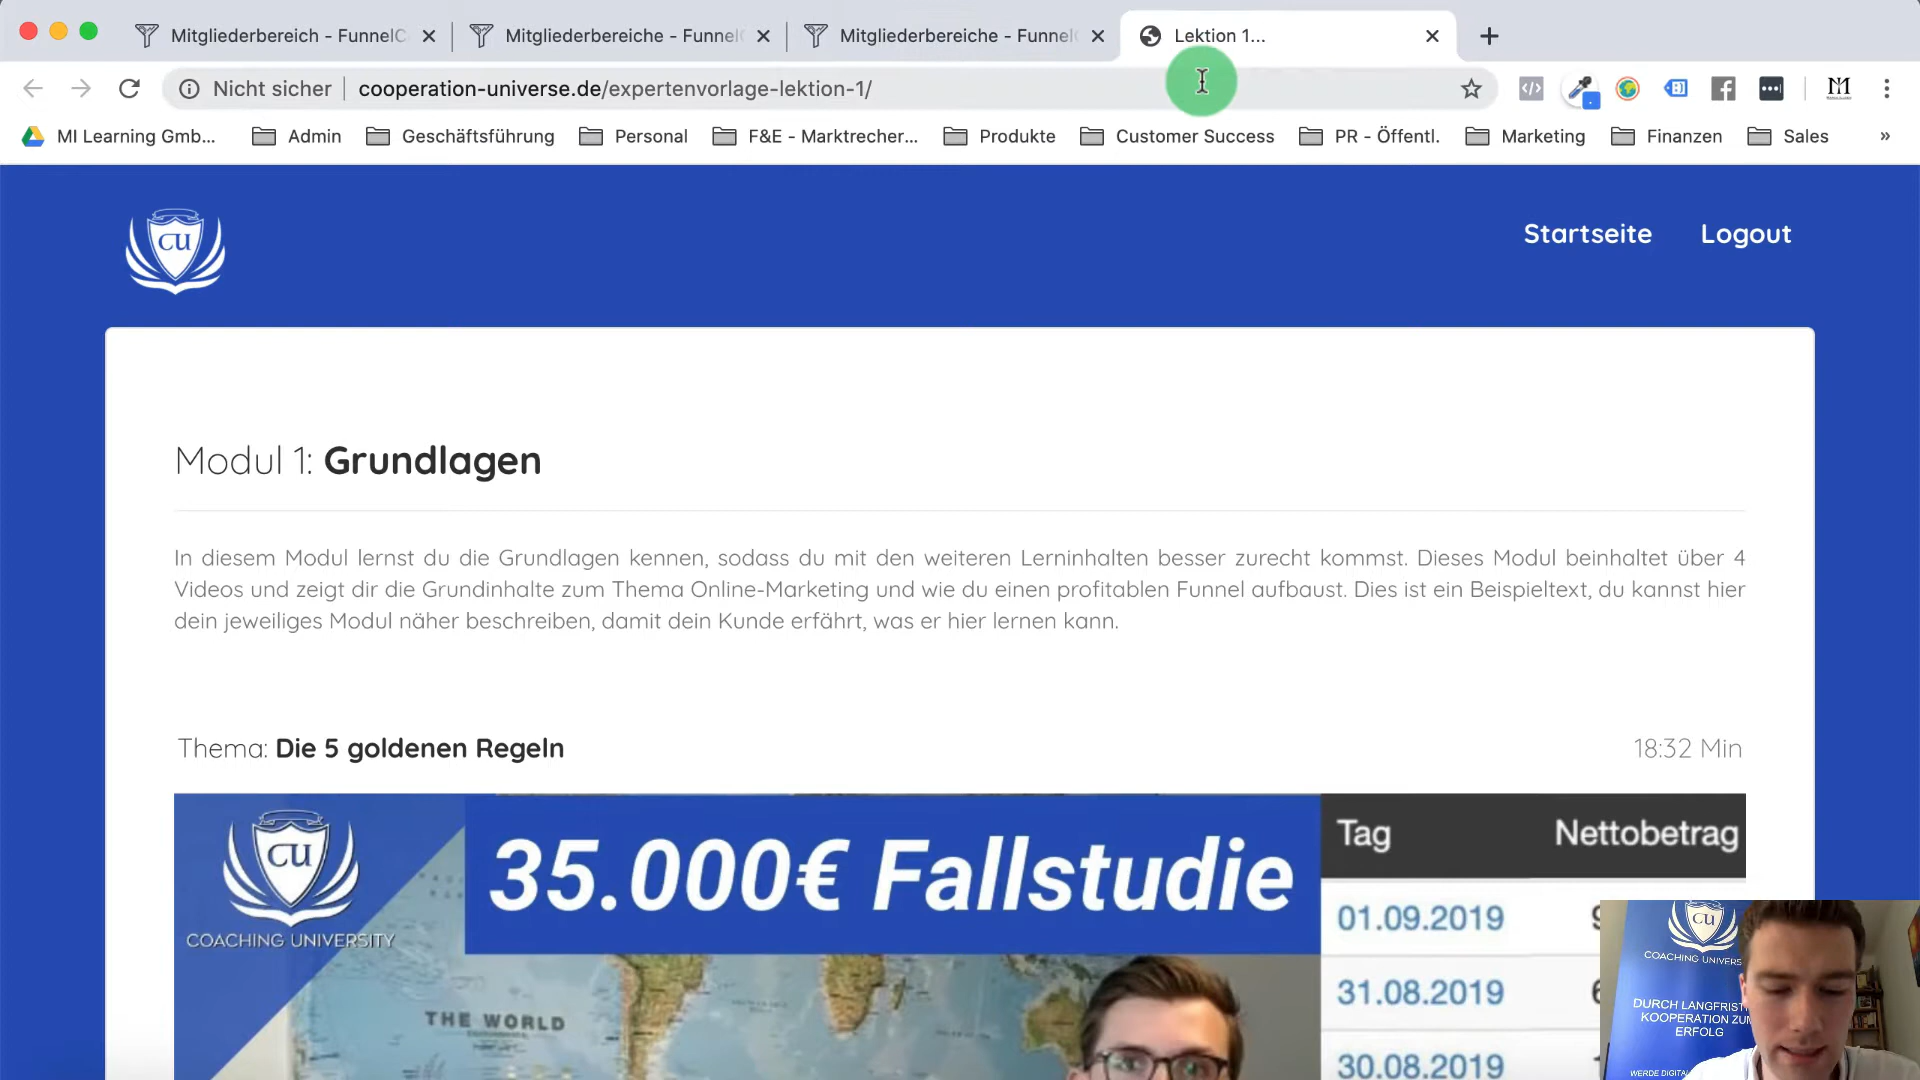 Mitgliederbereich - FunnelC
Mitgliederbereiche - Funnel
Mitgliederbereiche - Funnel
Lektion 1...
Nicht sicher
cooperation-universe.de/expertenvorlage-lektion-1/
MI Learning Gmb...
Admin
Geschäftsführung
Personal
F&E - Marktrecher...
Produkte
Customer Success
PR - Öffentl.
Marketing
Finanzen
Sales
»
CU
Startseite
Logout
Modul 1: Grundlagen
In diesem Modul lernst du die Grundlagen kennen, sodass du mit den weiteren Lerninhalten besser zurecht kommst. Dieses Modul beinhaltet über 4
Videos und zeigt dir die Grundinhalte zum Thema Online-Marketing und wie du einen profitablen Funnel aufbaust. Dies ist ein Beispieltext, du kannst hier
dein jeweiliges Modul näher beschreiben, damit dein Kunde erfährt, was er hier lernen kann.
Thema: Die 5 goldenen Regeln
18:32 Min
CU
COACHING UNIVERSITY
35.000€ Fallstudie
Tag
Nettobetrag
01.09.2019
31.08.2019
30.08.2019
THE WORLD
CU
COACHING UNIVERS
DURCH LANGFRIST
KOOPERATION ZUM
ERFOLG
WERDE DIGITA